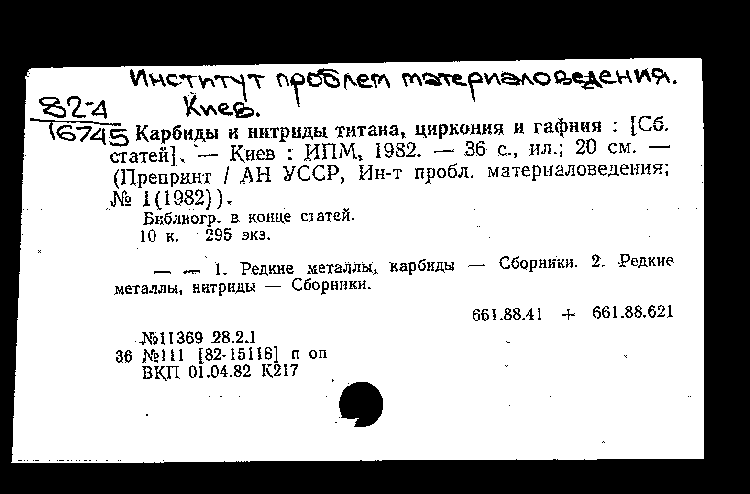 Институт проблем материаловедения.
82-4 Киев.
16745 Карбиды и нитриды титана, циркония и гафния : [Сб.
статей]. — Киев : ИПМ, 1982. — 36 с., ил.; 20 см. —
(Препринт / АН УССР, Ин-т пробл. материаловедения;
№ 1(1982)).
Библиогр. в конце статей.
10 к. 295 экз.
— — 1. Редкие металлы, карбиды — Сборники. 2. Редкие
металлы, нитриды — Сборники.
661.88.41 + 661.88.621
№11369 28.2.1
36 №111 [82-15116] п оп
ВКП 01.04.82 К217